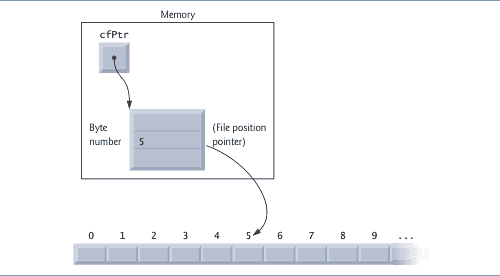 Memory
cfPtr
Byte
number
5
(File position
pointer)
0 1 2 3 4 5 6 7 8 9 ...